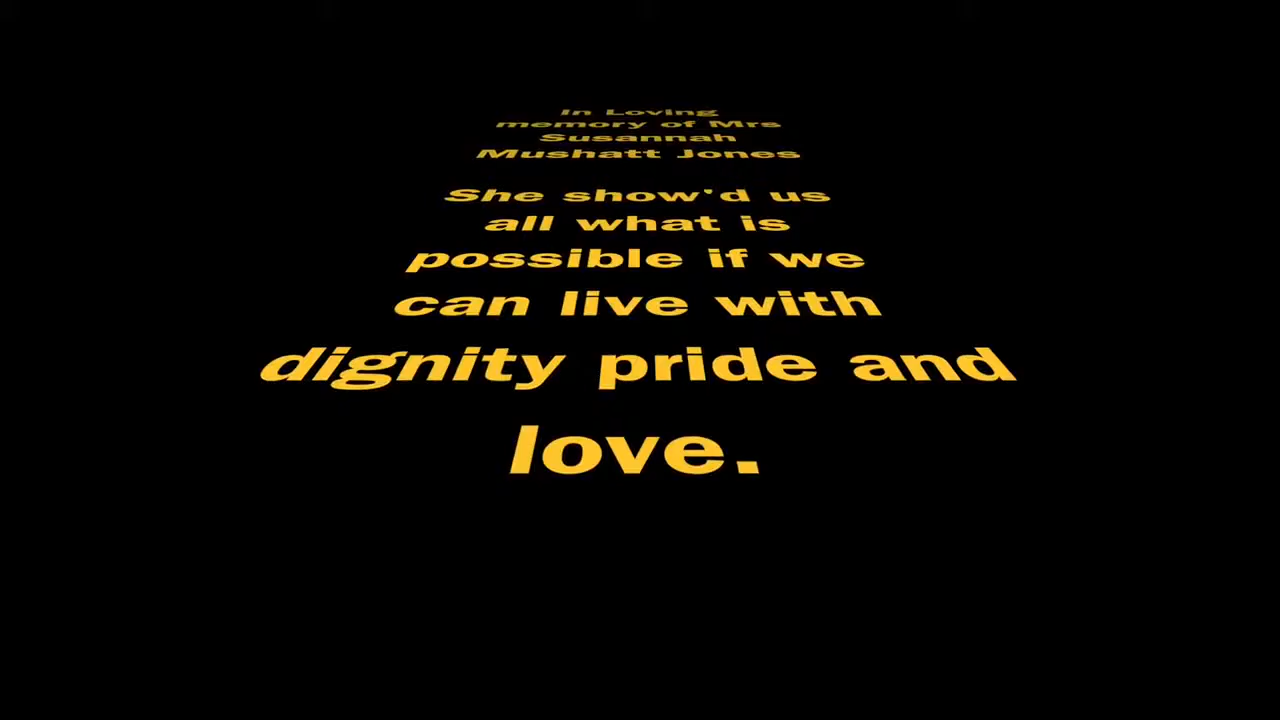 In Loving
memory of Mrs
Susannah
Mushatt Jones
She show'd us
all what is
possible if we
can live with
dignity pride and
love.